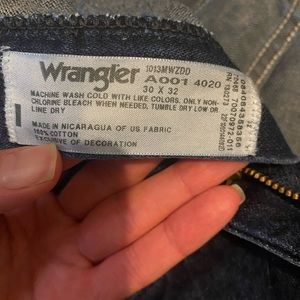 Wrangler
1013MWZDD
A001 4020
30 X 32
MACHINE WASH COLD WITH LIKE COLORS, ONLY NON-
CHLORINE BLEACH WHEN NEEDED, TUMBLE DRY LOW OR
LINE DRY
MADE IN NICARAGUA OF US FABRIC
100% COTTON
EXCLUSIVE OF DECORATION